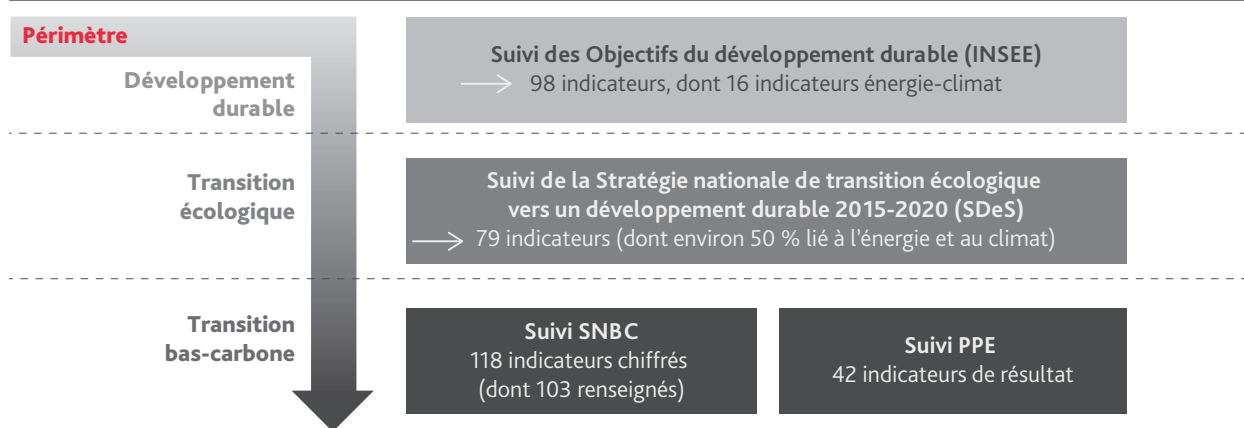 Périmètre
Développement
durable
Suivi des Objectifs du développement durable (INSEE)
98 indicateurs, dont 16 indicateurs énergie-climat
Transition
écologique
Suivi de la Stratégie nationale de transition écologique
vers un développement durable 2015-2020 (SDeS)
79 indicateurs (dont environ 50 % lié à l’énergie et au climat)
Transition
bas-carbone
Suivi SNBC
118 indicateurs chiffrés
(dont 103 renseignés)
Suivi PPE
42 indicateurs de résultat